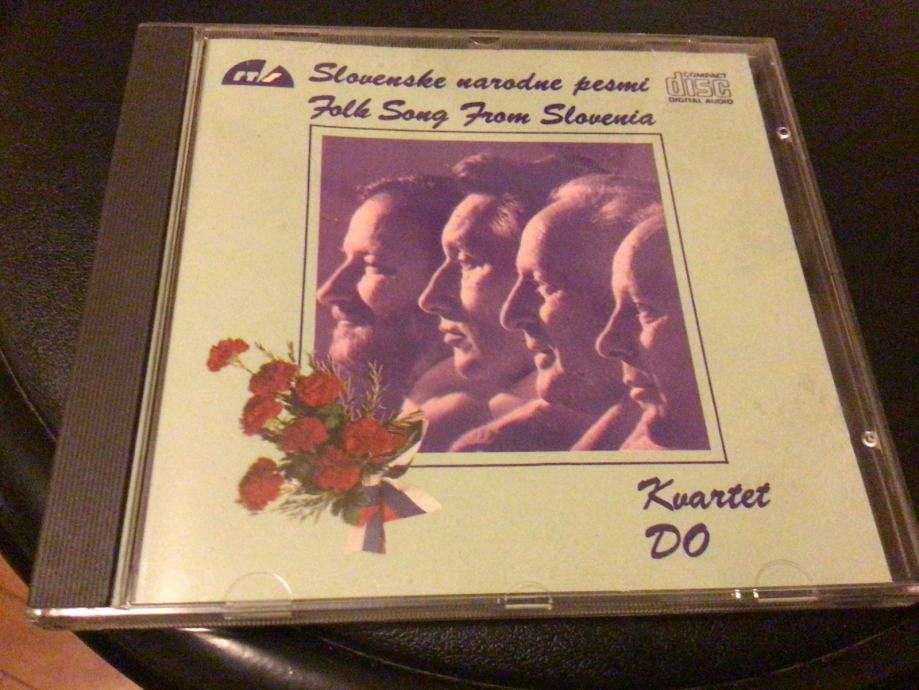 Slovenske narodne pesmi
Folk Song From Slovenia
COMPACT
disc
DIGITAL AUDIO
Kvartet
DO